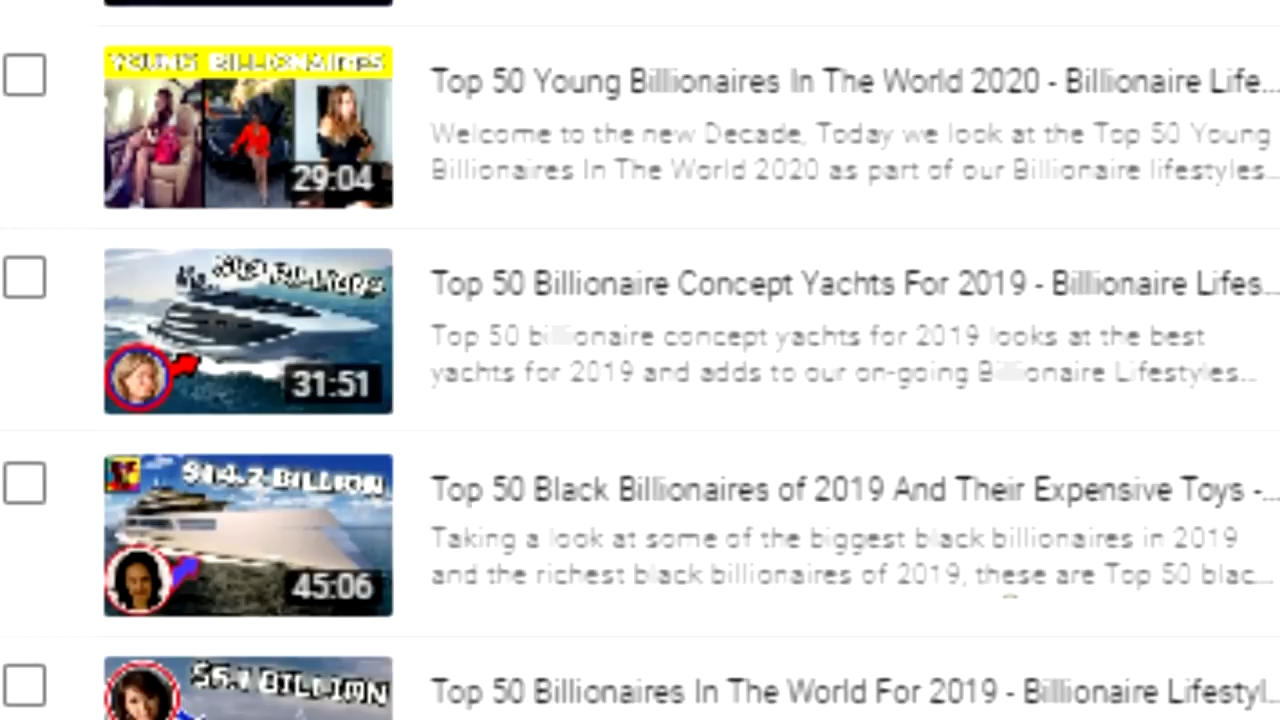 YOUNG BILLIONAIRES
29:04
Top 50 Young Billionaires In The World 2020 - Billionaire Life...
Welcome to the new Decade, Today we look at the Top 50 Young
Billionaires In The World 2020 as part of our Billionaire lifestyles...
31:51
Top 50 Billionaire Concept Yachts For 2019 - Billionaire Lifes...
Top 50 billionaire concept yachts for 2019 looks at the best
yachts for 2019 and adds to our on-going Billionaire Lifestyles...
$14.2 BILLION
45:06
Top 50 Black Billionaires of 2019 And Their Expensive Toys -...
Taking a look at some of the biggest black billionaires in 2019
and the richest black billionaires of 2019, these are Top 50 blac...
$6.1 BILLION
Top 50 Billionaires In The World For 2019 - Billionaire Lifestyl...